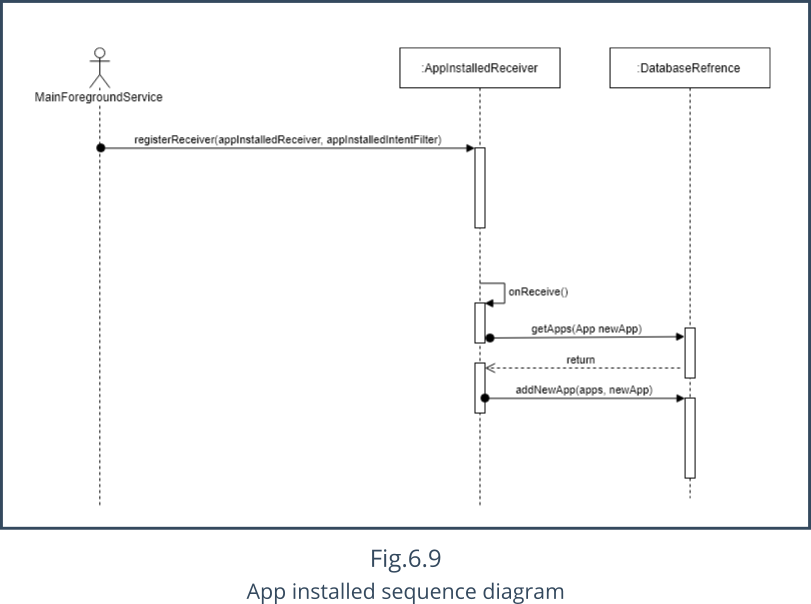 :AppInstalledReceiver
:DatabaseRefrence
MainForegroundService
registerReceiver(appInstalledReceiver, appInstalledIntentFilter)
onReceive()
getApps(App newApp)
return
addNewApp(apps, newApp)
Fig.6.9
App installed sequence diagram